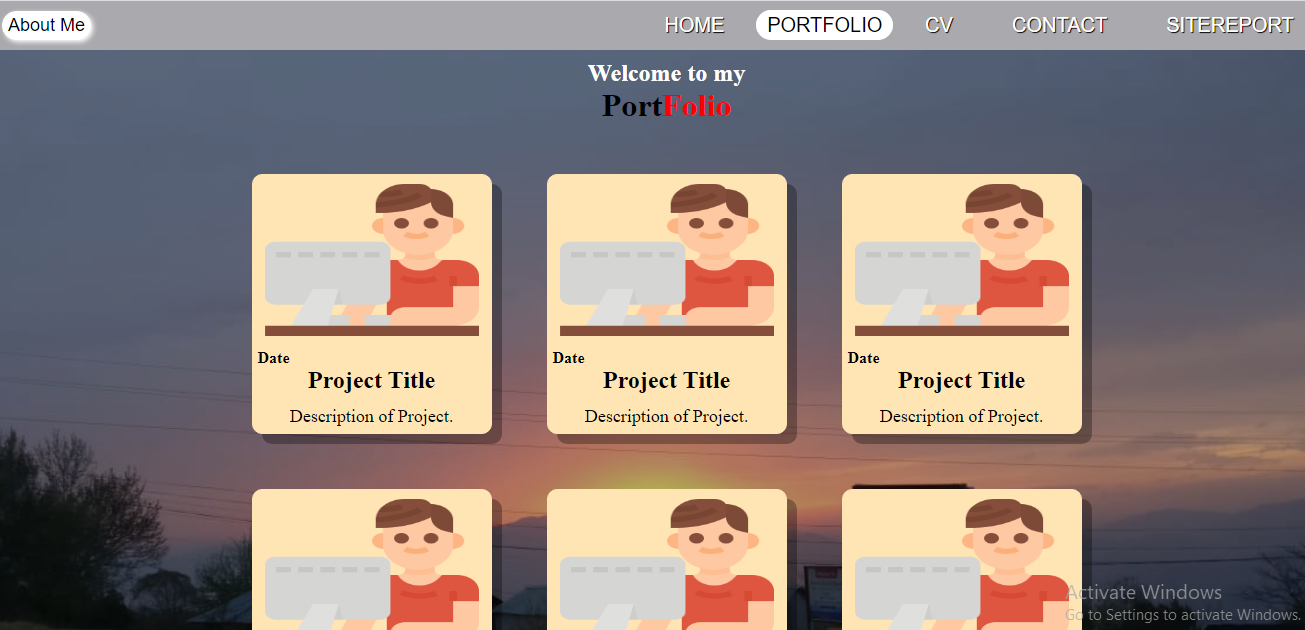 About Me HOME PORTFOLIO CV CONTACT SITEREPORT
Welcome to my
PortFolio
Date Date Date
Project Title Project Title Project Title
Description of Project. Description of Project. Description of Project.
Activate Windows
Go to Settings to activate Windows.